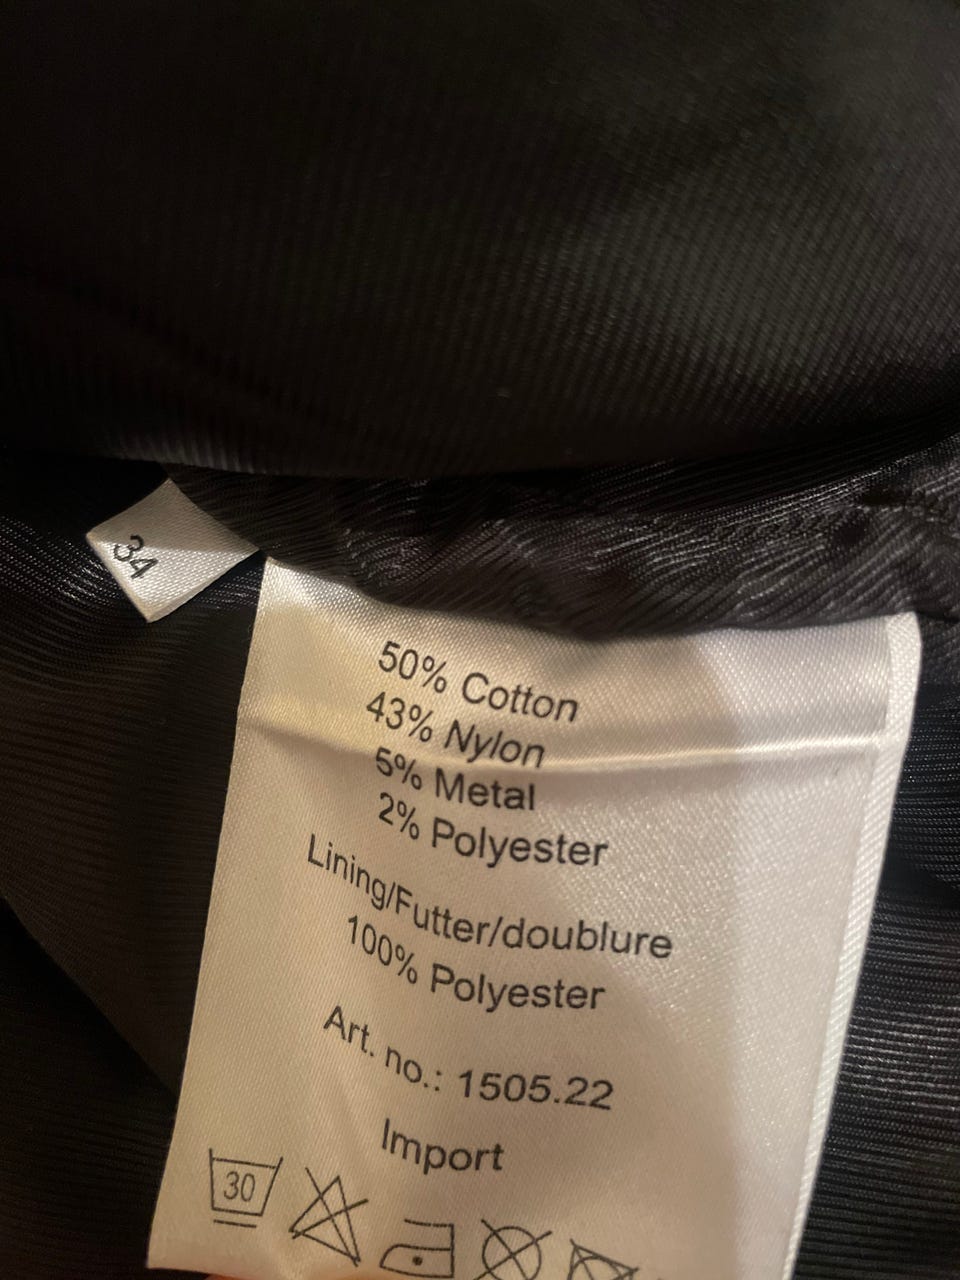 34
50% Cotton
43% Nylon
5% Metal
2% Polyester
Lining/Futter/doublure
100% Polyester
Art. no.: 1505.22
Import
30